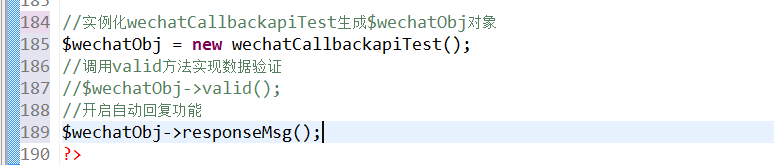 184 //实例化wechatCallbackapiTest生成$wechatObj对象
185 $wechatObj = new wechatCallbackapiTest();
186 //调用valid方法实现数据验证
187 //$wechatObj->valid();
188 //开启自动回复功能
189 $wechatObj->responseMsg();
190 ?>